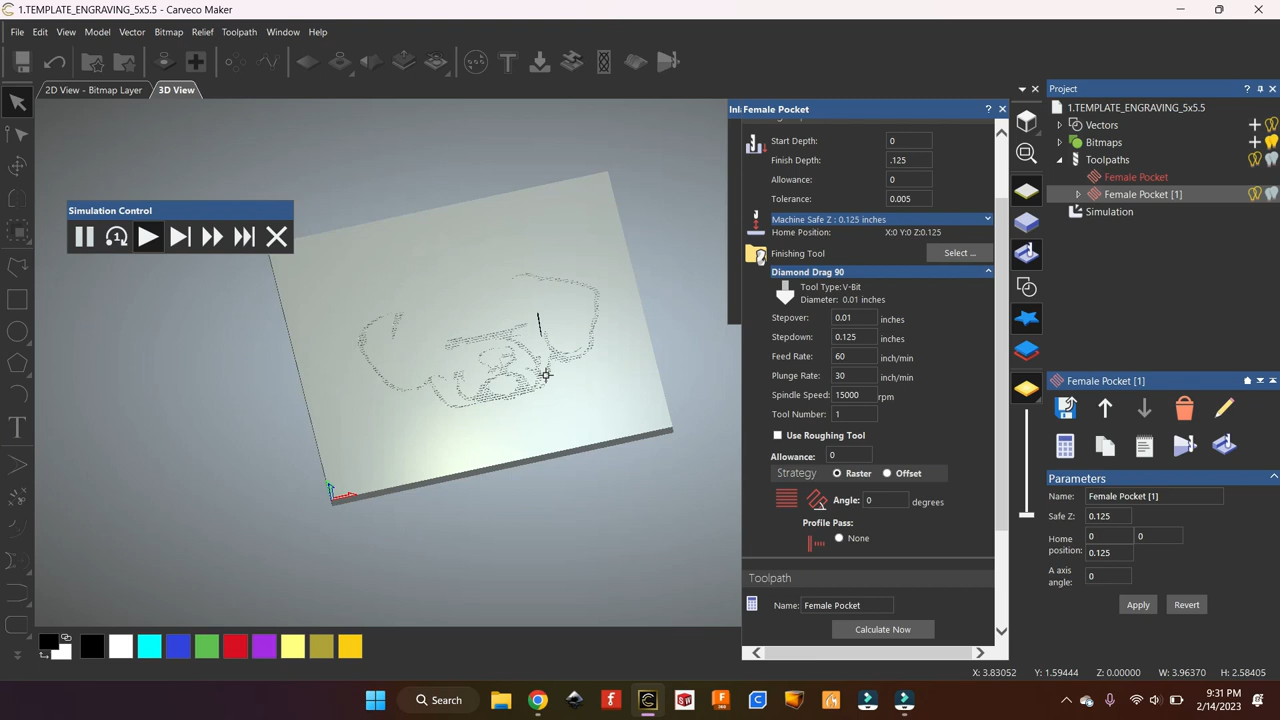 1.TEMPLATE_ENGRAVING_5x5.5 - Carveco Maker
File Edit View Model Vector Bitmap Relief Toolpath Window Help
2D View - Bitmap Layer 3D View
Simulation Control
Inl Female Pocket
Start Depth: 0
Finish Depth: .125
Allowance: 0
Tolerance: 0.005
Machine Safe Z : 0.125 inches
Home Position: X:0 Y:0 Z:0.125
Finishing Tool Select ...
Diamond Drag 90
Tool Type: V-Bit
Diameter: 0.01 inches
Stepover: 0.01 inches
Stepdown: 0.125 inches
Feed Rate: 60 inch/min
Plunge Rate: 30 inch/min
Spindle Speed: 15000 rpm
Tool Number: 1
Use Roughing Tool
Allowance: 0
Strategy Raster Offset
Angle: 0 degrees
Profile Pass:
None
Toolpath
Name: Female Pocket
Calculate Now
Project
1.TEMPLATE_ENGRAVING_5x5.5
Vectors
Bitmaps
Toolpaths
Female Pocket
Female Pocket [1]
Simulation
Female Pocket [1]
Parameters
Name: Female Pocket [1]
Safe Z: 0.125
Home position: 0 0
0.125
A axis angle: 0
Apply Revert
X: 3.83052 Y: 1.59444 Z: 0.00000 W: 3.96370 H: 2.58405
Search
9:31 PM
2/14/2023